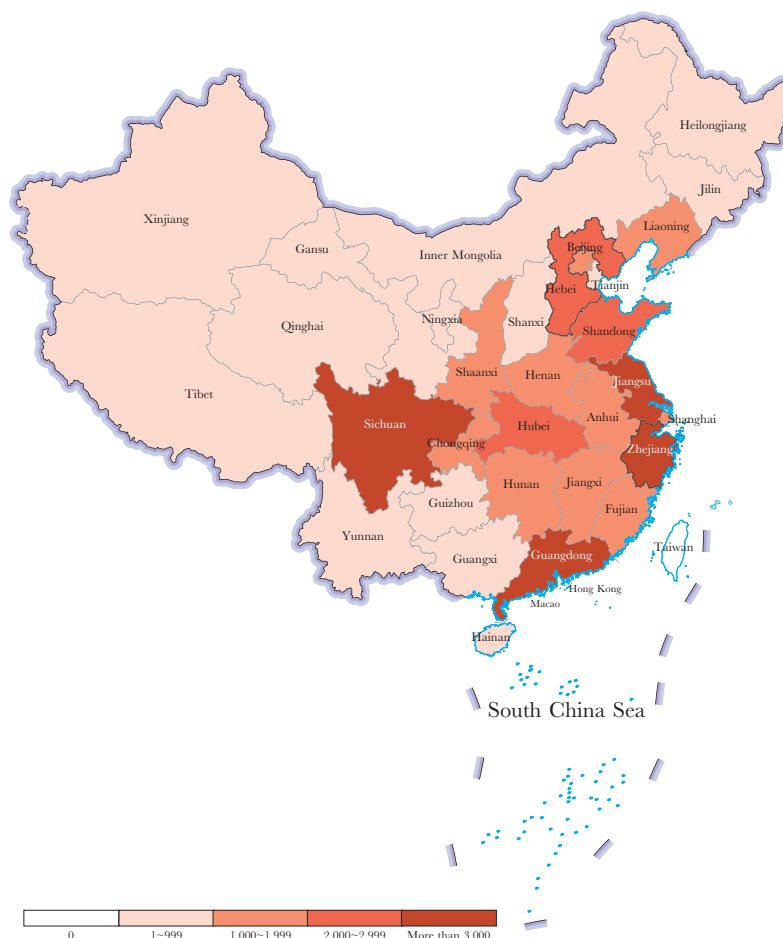 Heilongjiang
Jilin
Xinjiang
Liaoning
Gansu
Inner Mongolia
Beijing
Tianjin
Hebei
Qinghai
Ningxia
Shanxi
Shandong
Shaanxi
Henan
Jiangsu
Tibet
Sichuan
Anhui
Shanghai
Hubei
Chongqing
Zhejiang
Hunan
Jiangxi
Guizhou
Fujian
Yunnan
Guangxi
Guangdong
Taiwan
Hong Kong
Macao
Hainan
South China Sea
0
1~999
1,000~1,999
2,000~2,999
More than 3,000